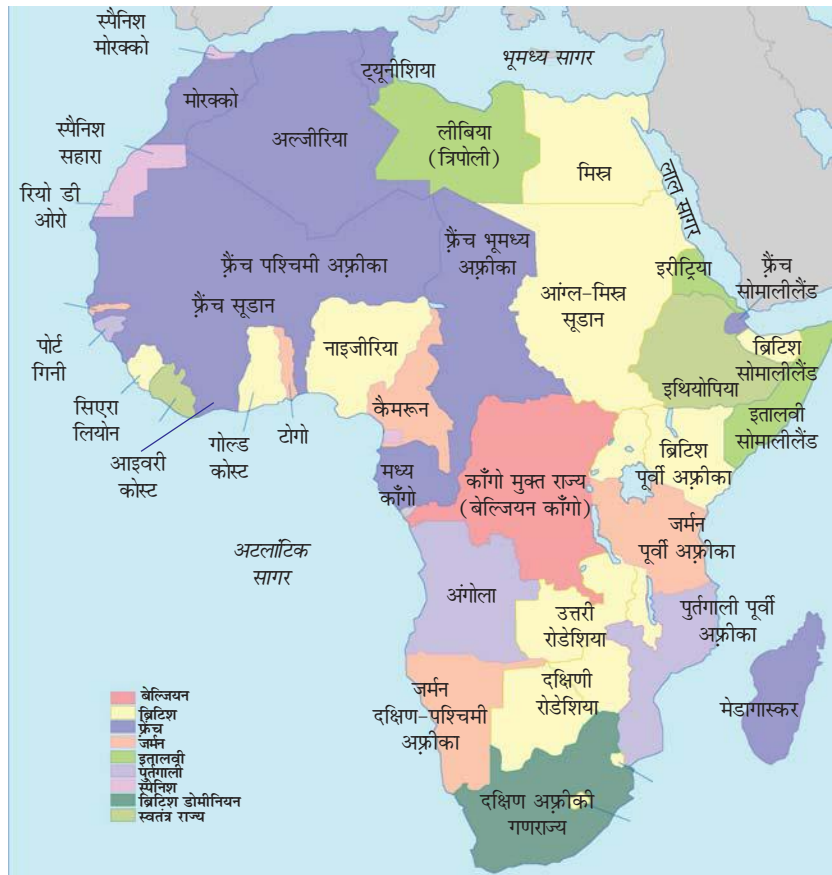 स्पैनिश
मोरक्को
ट्यूनीशिया
भूमध्य सागर
मोरक्को
स्पैनिश
सहारा
अल्जीरिया
लीबिया
(त्रिपोली)
मिस्र
लाल सागर
रियो डी
ओरो
फ़्रैंच पश्चिमी अफ़्रीका
फ़्रैंच भूमध्य
अफ़्रीका
इरीट्रिया
फ़्रैंच
सोमालीलैंड
फ़्रैंच सूडान
आंग्ल-मिस्र
सूडान
पोर्ट
गिनी
नाइजीरिया
ब्रिटिश
सोमालीलैंड
इथियोपिया
सिएरा
लियोन
कैमरून
इतालवी
सोमालीलैंड
आइवरी
कोस्ट
गोल्ड
कोस्ट
टोगो
ब्रिटिश
पूर्वी अफ़्रीका
मध्य
काँगो
काँगो मुक्त राज्य
(बेल्जियन काँगो)
जर्मन
पूर्वी अफ़्रीका
अटलांटिक
सागर
अंगोला
उत्तरी
रोडेशिया
पुर्तगाली पूर्वी
अफ़्रीका
जर्मन
दक्षिण-पश्चिमी
अफ़्रीका
दक्षिणी
रोडेशिया
मेडागास्कर
दक्षिण अफ़्रीकी
गणराज्य
बेल्जियन
ब्रिटिश
फ़्रैंच
जर्मन
इतालवी
पुर्तगाली
स्पेनिश
ब्रिटिश डोमीनियन
स्वतंत्र राज्य